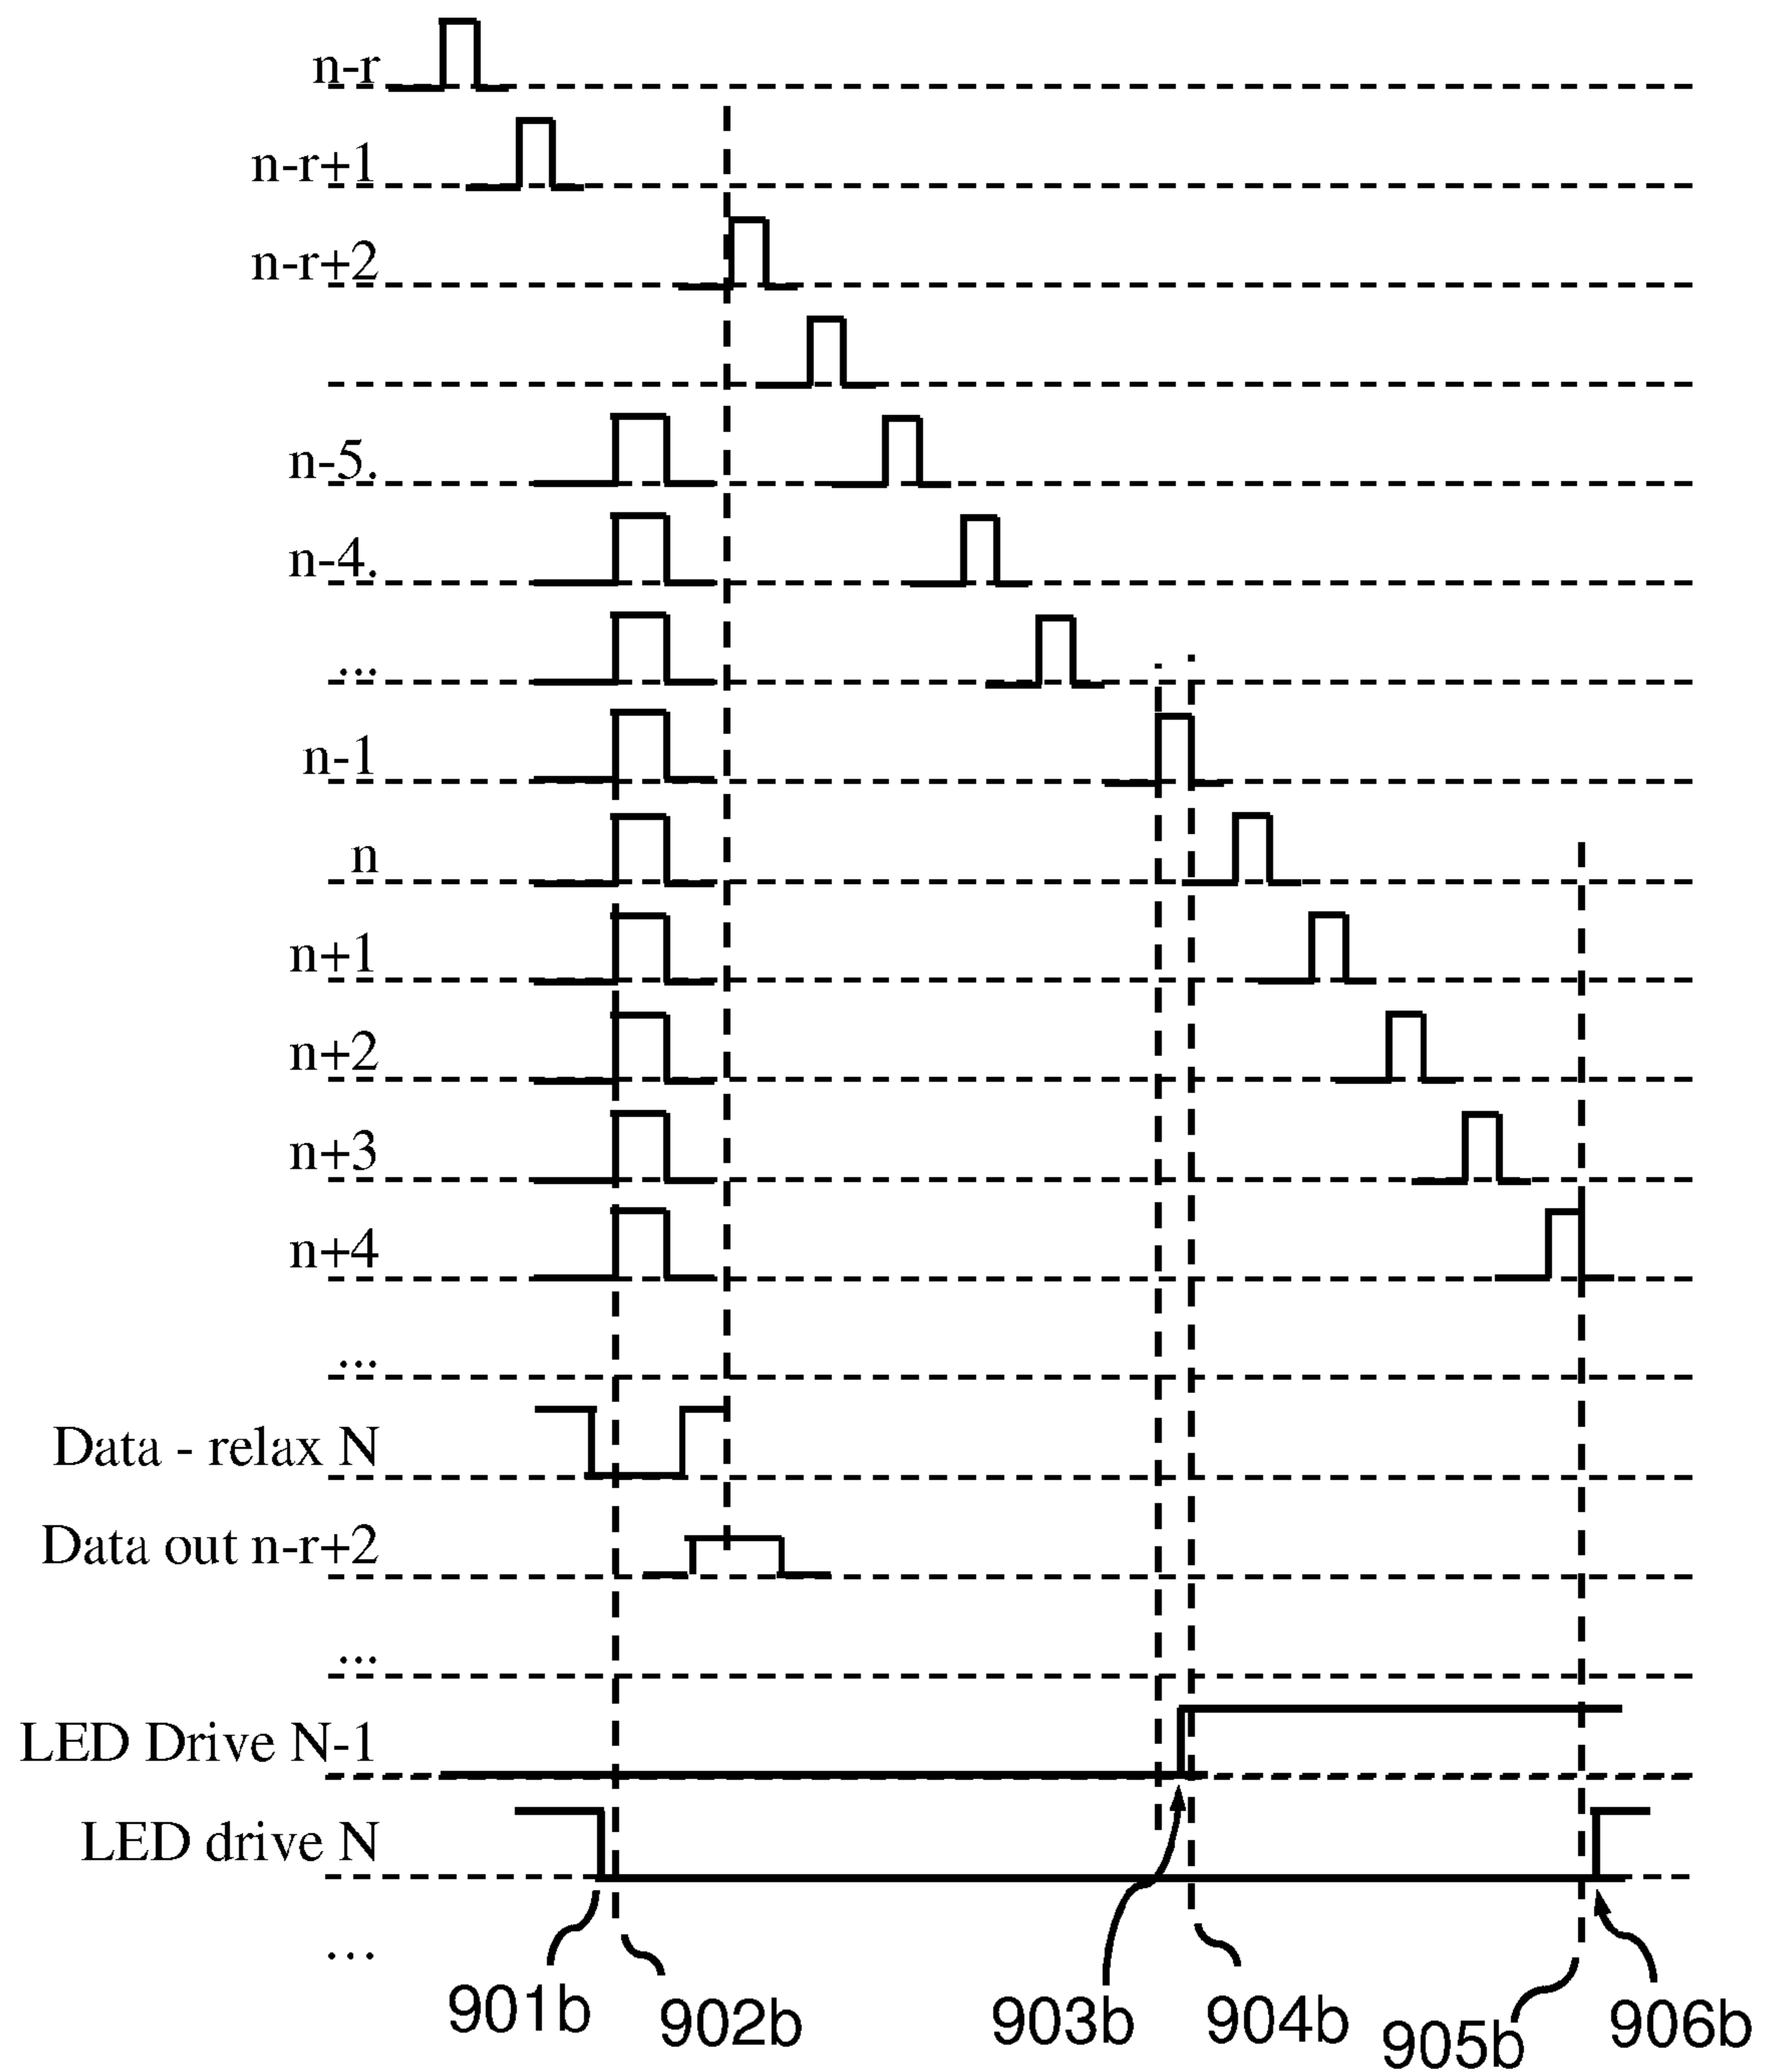 n-r
n-r+1
n-r+2
n-5.
n-4.
...
n-1
n
n+1
n+2
n+3
n+4
...
Data - relax N
Data out n-r+2
...
LED Drive N-1
LED drive N
...
901b 902b 903b 904b 905b 906b